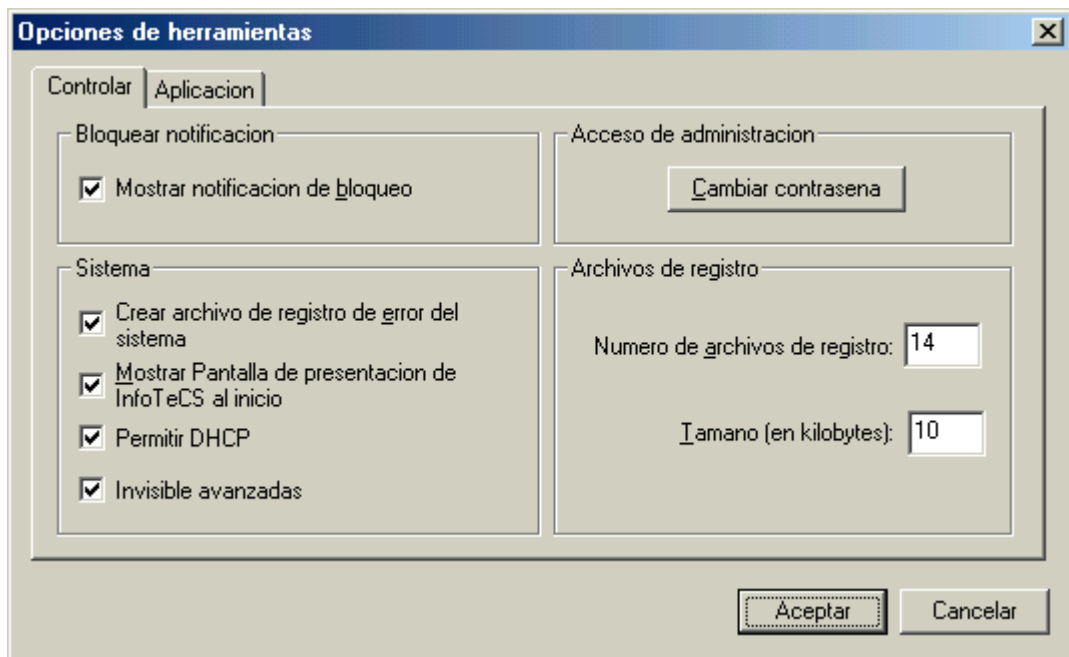 Opciones de herramientas
Controlar
Aplicacion
Bloquear notificacion
Mostrar notificacion de bloqueo
Acceso de administracion
Cambiar contrasena
Sistema
Crear archivo de registro de error del
sistema
Mostrar Pantalla de presentacion de
InfoTeCS al inicio
Permitir DHCP
Invisible avanzadas
Archivos de registro
Numero de archivos de registro: 14
Tamano (en kilobytes): 10
Aceptar
Cancelar